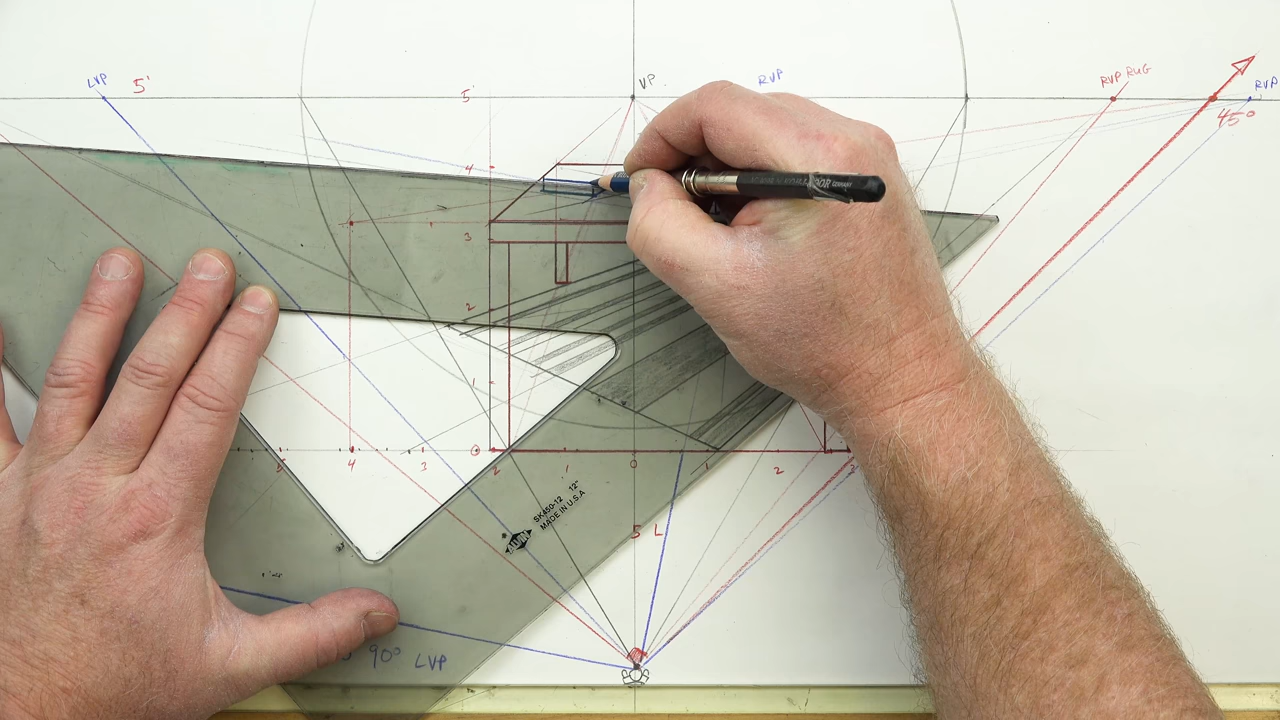 LVP 5'
5'
VP
RVP
RVP RUG
RVP
45°
4
3
2
1
4 3 2 1 0 1 2
SK450-12 12"
MADE IN U.S.A
ALVIN
5 L
90° LVP